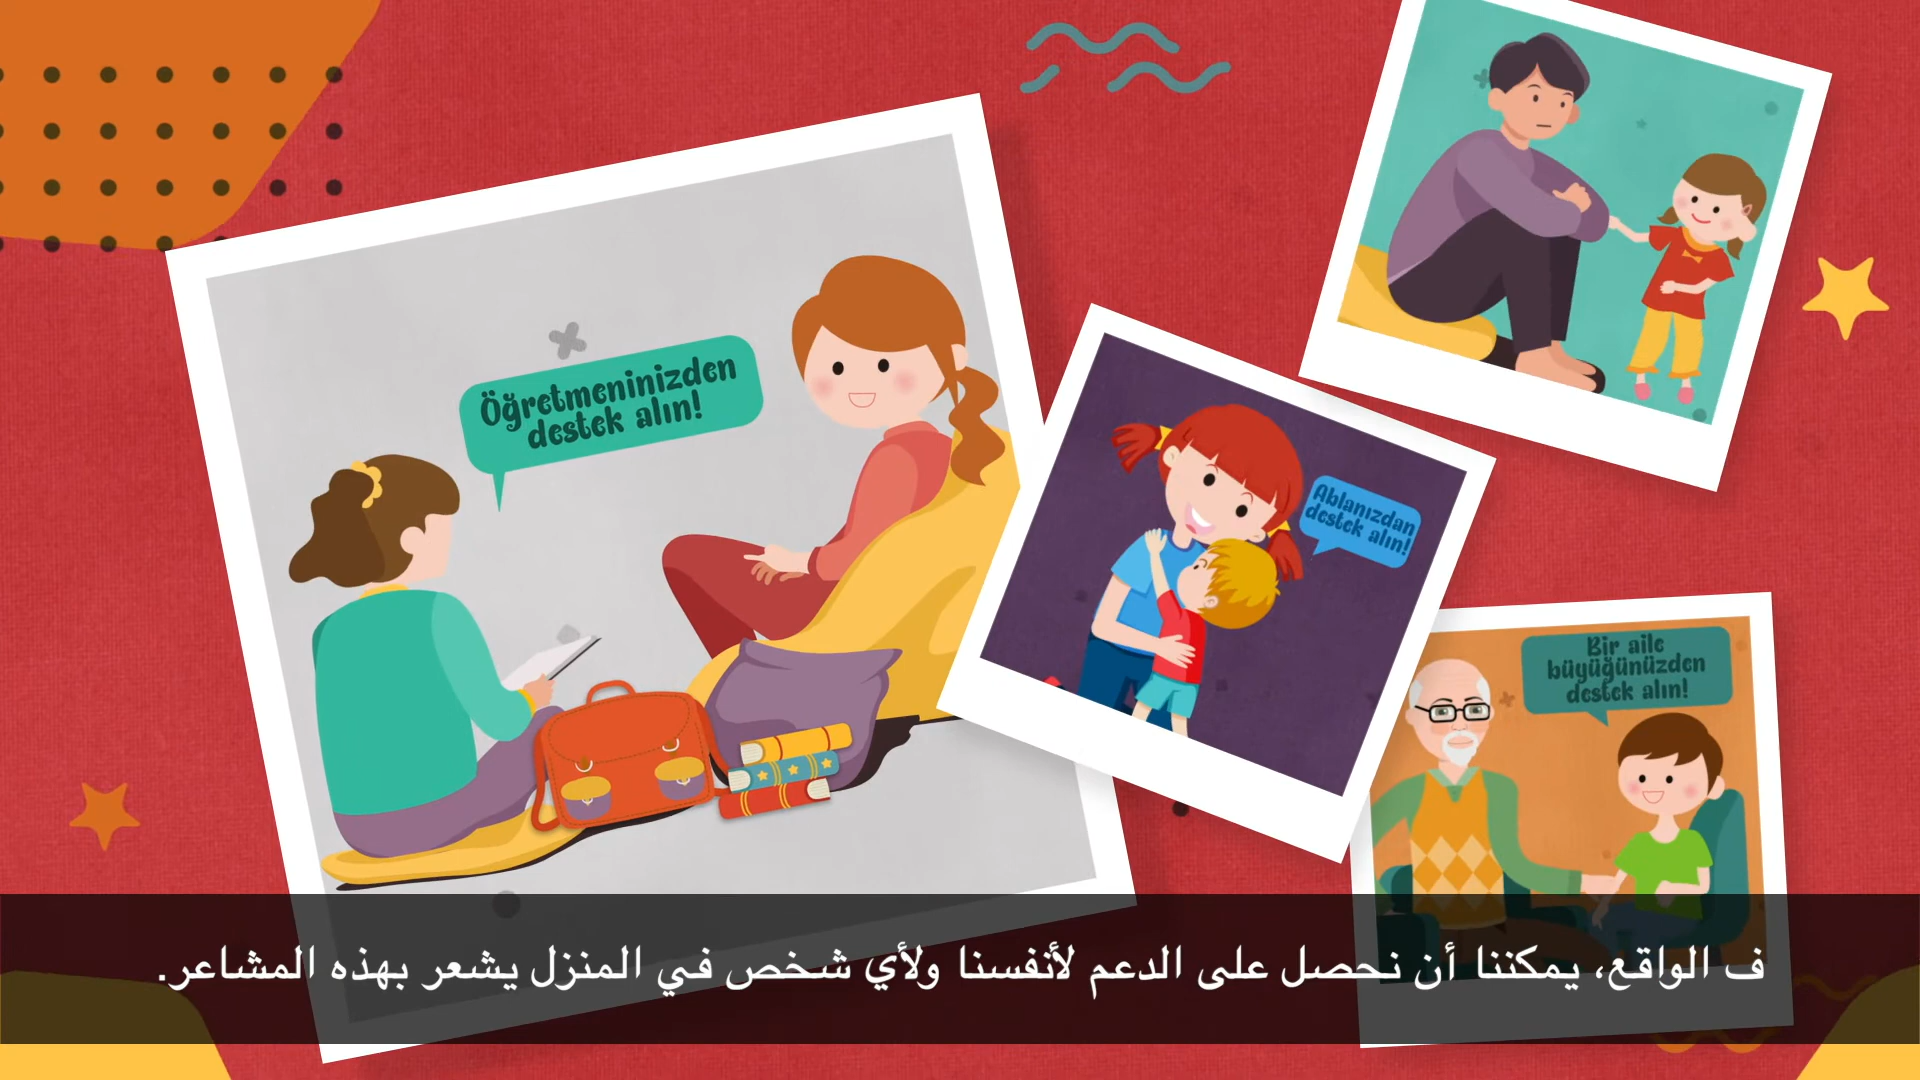 Öğretmeninizden
destek alın!
Ablanızdan
destek alın!
Bir aile
büyüğünüzden
destek alın!
ف الواقع، يمكننا أن نحصل على الدعم لأنفسنا ولأي شخص في المنزل يشعر بهذه المشاعر.